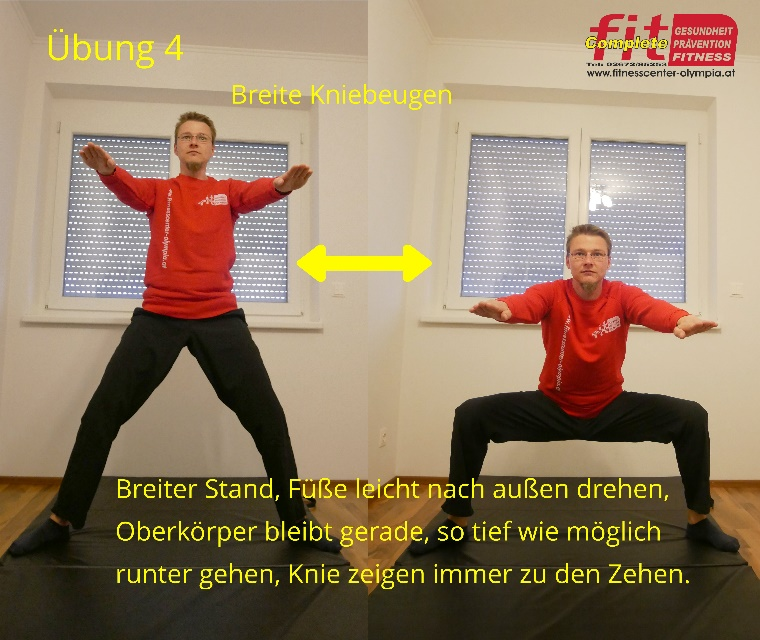 Übung 4
fit
Complete
GESUNDHEIT
PRÄVENTION
FITNESS
www.fitnesscenter-olympia.at
Breite Kniebeugen
Breiter Stand, Füße leicht nach außen drehen,
Oberkörper bleibt gerade, so tief wie möglich
runter gehen, Knie zeigen immer zu den Zehen.